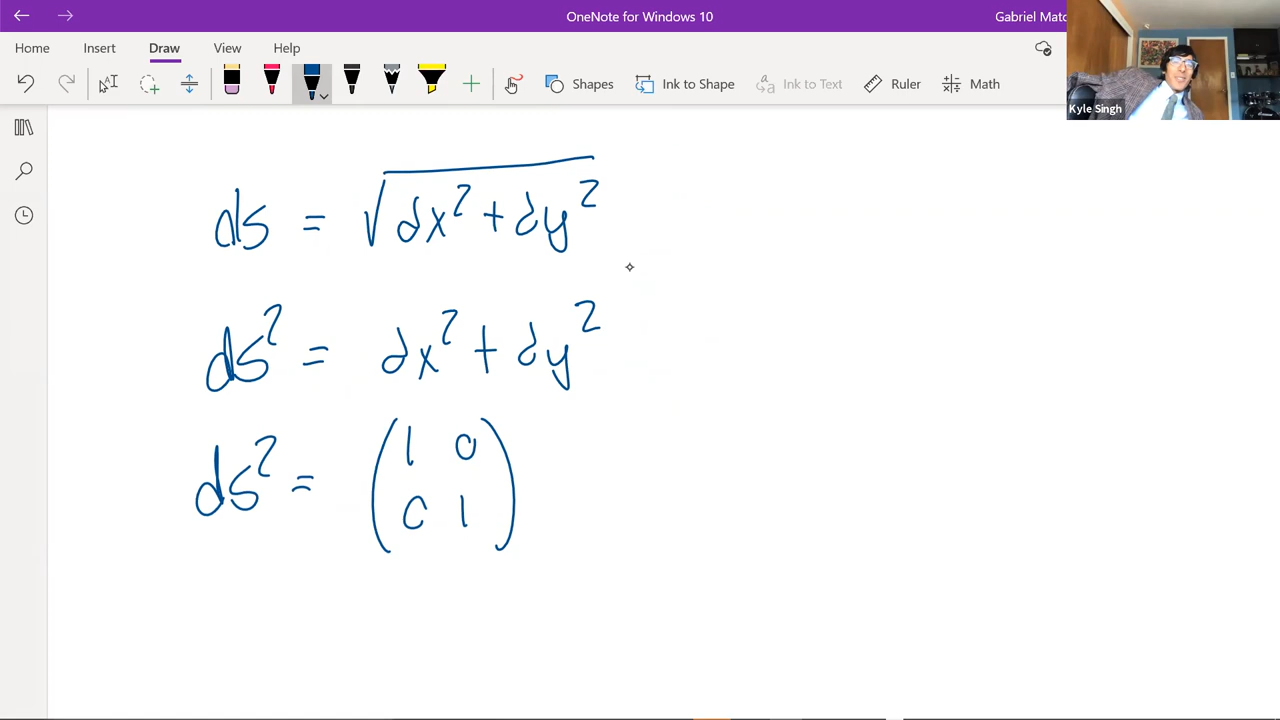 OneNote for Windows 10
Gabriel Mato
Home Insert Draw View Help
Shapes Ink to Shape Ink to Text Ruler Math
Kyle Singh
ds = √dx² + dy²
ds² = dx² + dy²
ds² = (1 0
0 1)